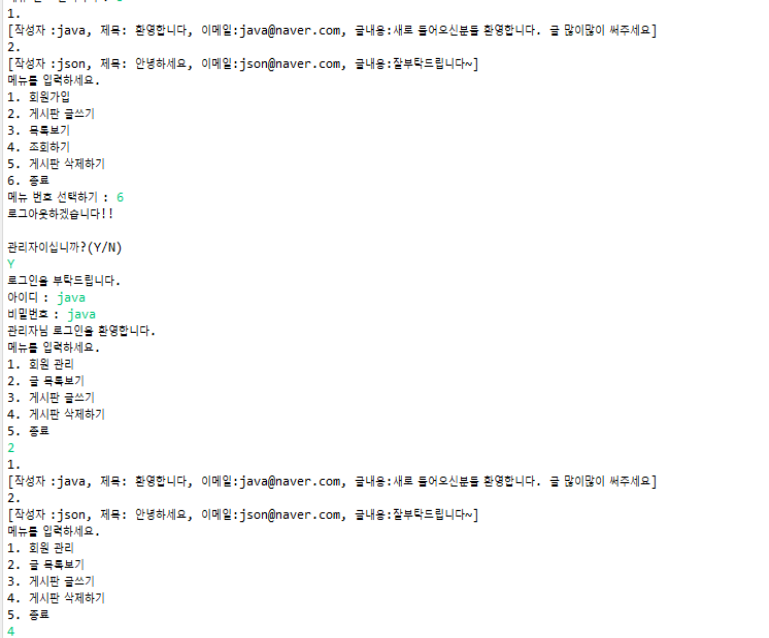 1.
[작성자 :java, 제목: 환영합니다, 이메일:java@naver.com, 글내용:새로 들어오신분들 환영합니다. 글 많이많이 써주세요]
2.
[작성자 :json, 제목: 안녕하세요, 이메일:json@naver.com, 글내용:잘부탁드립니다~]
메뉴를 입력하세요.
1. 회원가입
2. 게시판 글쓰기
3. 목록보기
4. 조회하기
5. 게시판 삭제하기
6. 종료
메뉴 번호 선택하기 : 6
로그아웃하겠습니다!!
관리자이십니까?(Y/N)
Y
로그인을 부탁드립니다.
아이디 : java
비밀번호 : java
관리자님 로그인을 환영합니다.
메뉴를 입력하세요.
1. 회원 관리
2. 글 목록보기
3. 게시판 글쓰기
4. 게시판 삭제하기
5. 종료
2
1.
[작성자 :java, 제목: 환영합니다, 이메일:java@naver.com, 글내용:새로 들어오신분들 환영합니다. 글 많이많이 써주세요]
2.
[작성자 :json, 제목: 안녕하세요, 이메일:json@naver.com, 글내용:잘부탁드립니다~]
메뉴를 입력하세요.
1. 회원 관리
2. 글 목록보기
3. 게시판 글쓰기
4. 게시판 삭제하기
5. 종료
4